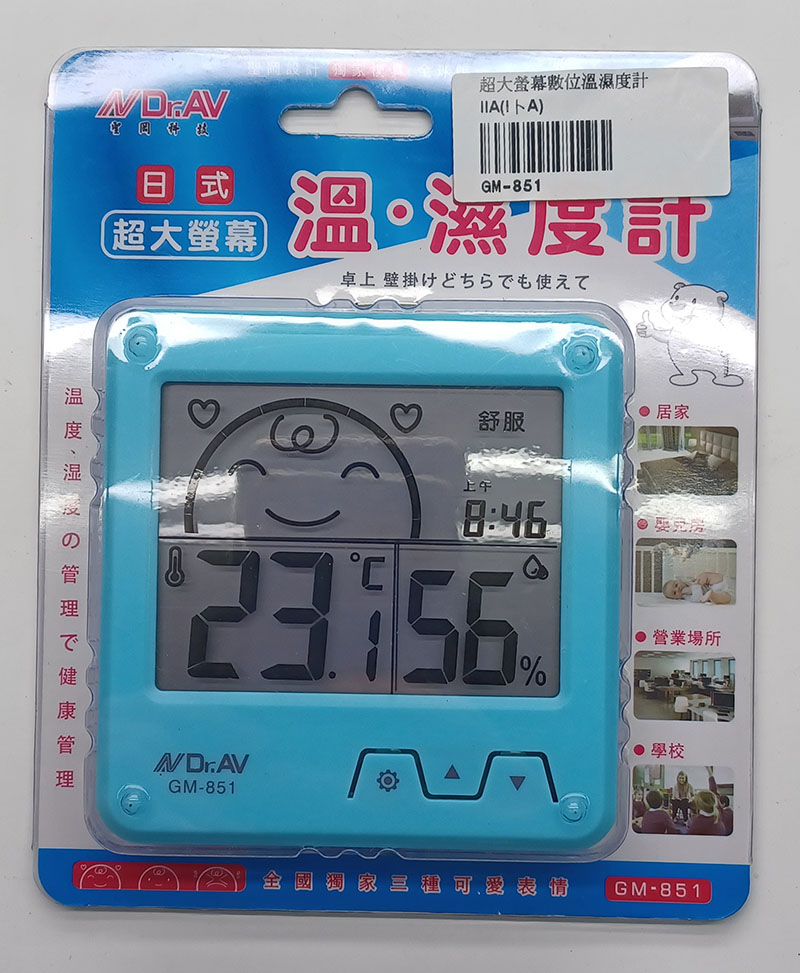 獨家
超大螢幕數位溫濕度計
IIA(IトA)
GM-851
Dr.AV
聖岡科技
日式
超大螢幕
溫·濕度計
卓上 壁掛けどちらでも使えて
温度、湿度の管理で健康管理
舒服
上午
8:46
23.1°C
56%
Dr.AV
GM-851
居家
嬰兒房
營業場所
學校
全國獨家三種可愛表情
GM-851